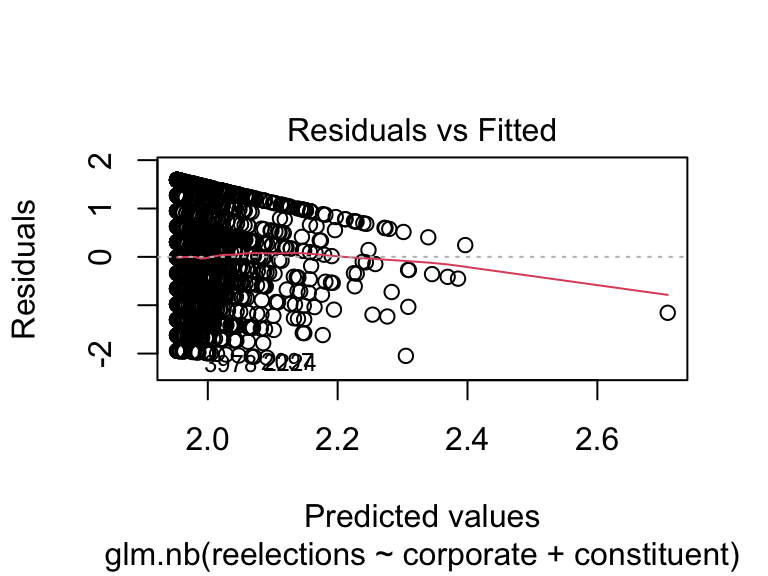 Residuals vs Fitted
Residuals
2
1
0
-2
3978
2.0
2.2
2.4
2.6
Predicted values
glm.nb(reelections ~ corporate + constituent)